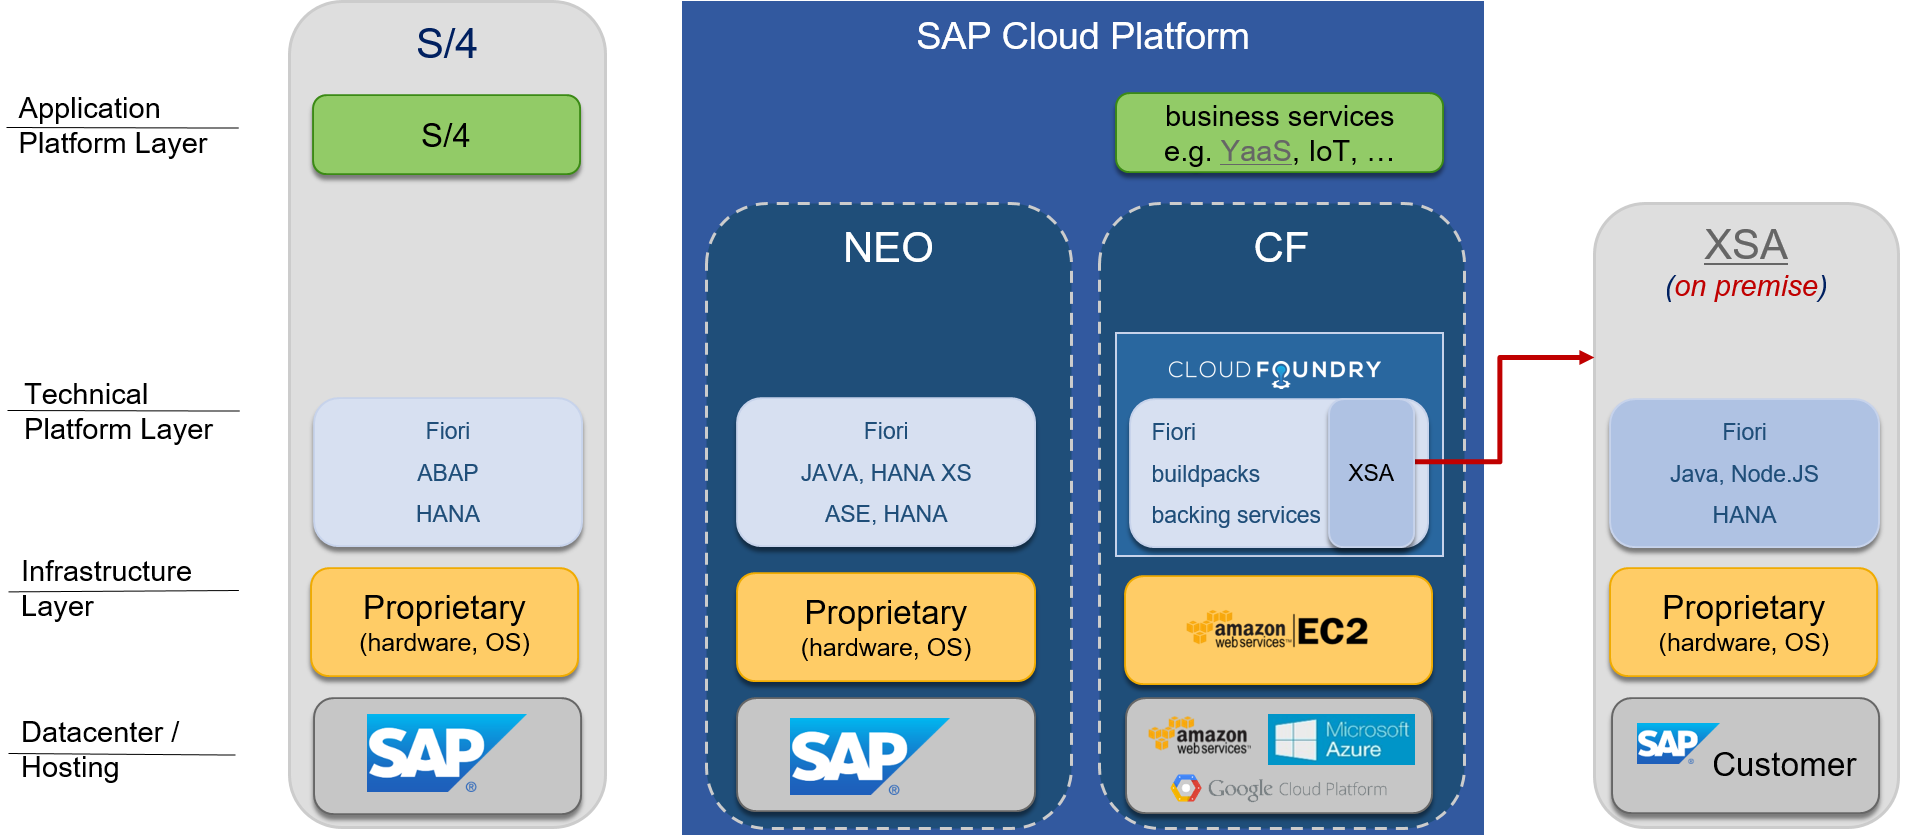 S/4
SAP Cloud Platform
Application
Platform Layer
S/4
business services
e.g. YaaS, IoT, ...
NEO
CF
XSA
(on premise)
CLOUD FOUNDRY
Technical
Platform Layer
Fiori
ABAP
HANA
Fiori
JAVA, HANA XS
ASE, HANA
Fiori
buildpacks
backing services
XSA
Fiori
Java, Node.JS
HANA
Infrastructure
Layer
Proprietary
(hardware, OS)
Proprietary
(hardware, OS)
amazon
web services™
EC2
Proprietary
(hardware, OS)
Datacenter /
Hosting
SAP®
SAP®
amazon
web services™
Microsoft
Azure
Google Cloud Platform
SAP® Customer